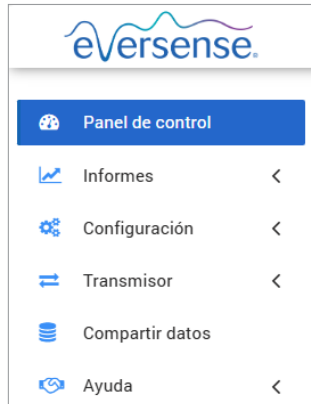 eversense®
Panel de control
Informes
Configuración
Transmisor
Compartir datos
Ayuda